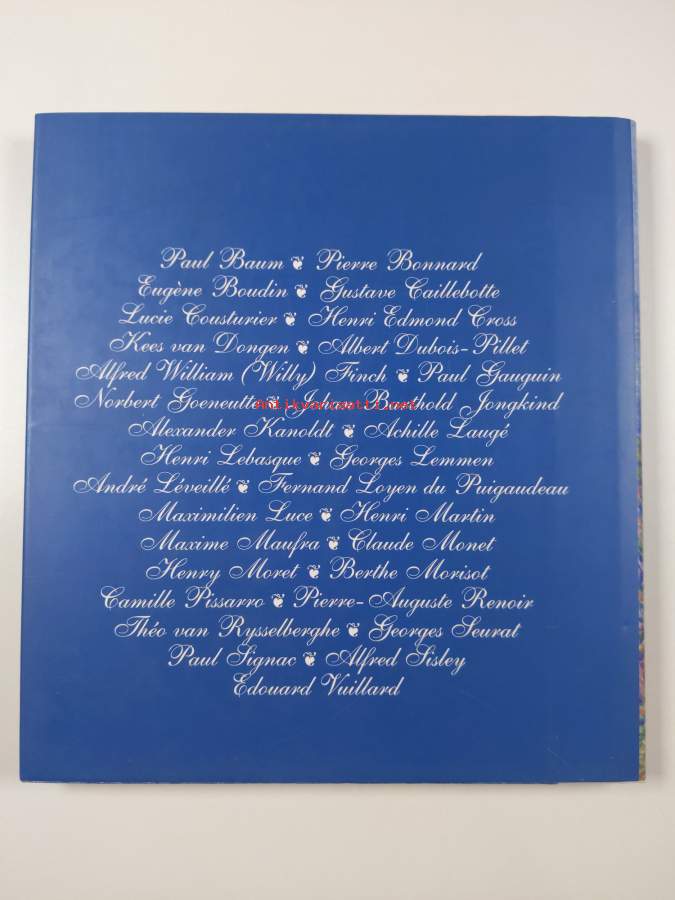 Paul Baum ❦ Pierre Bonnard
Eugène Boudin ❦ Gustave Caillebotte
Lucie Cousturier ❦ Henri Edmond Cross
Kees van Dongen ❦ Albert Dubois-Pillet
Alfred William (Willy) Finch ❦ Paul Gauguin
Norbert Goeneutte ❦ Barthold Jongkind
antikvariaatti.net
Alexander Kanoldt ❦ Achille Laugé
Henri Lebasque ❦ Georges Lemmen
André Léveillé ❦ Fernand Loyen du Puigaudeau
Maximilien Luce ❦ Henri Martin
Maxime Maufra ❦ Claude Monet
Henry Moret ❦ Berthe Morisot
Camille Pissarro ❦ Pierre-Auguste Renoir
Théo van Rysselberghe ❦ Georges Seurat
Paul Signac ❦ Alfred Sisley
Edouard Vuillard